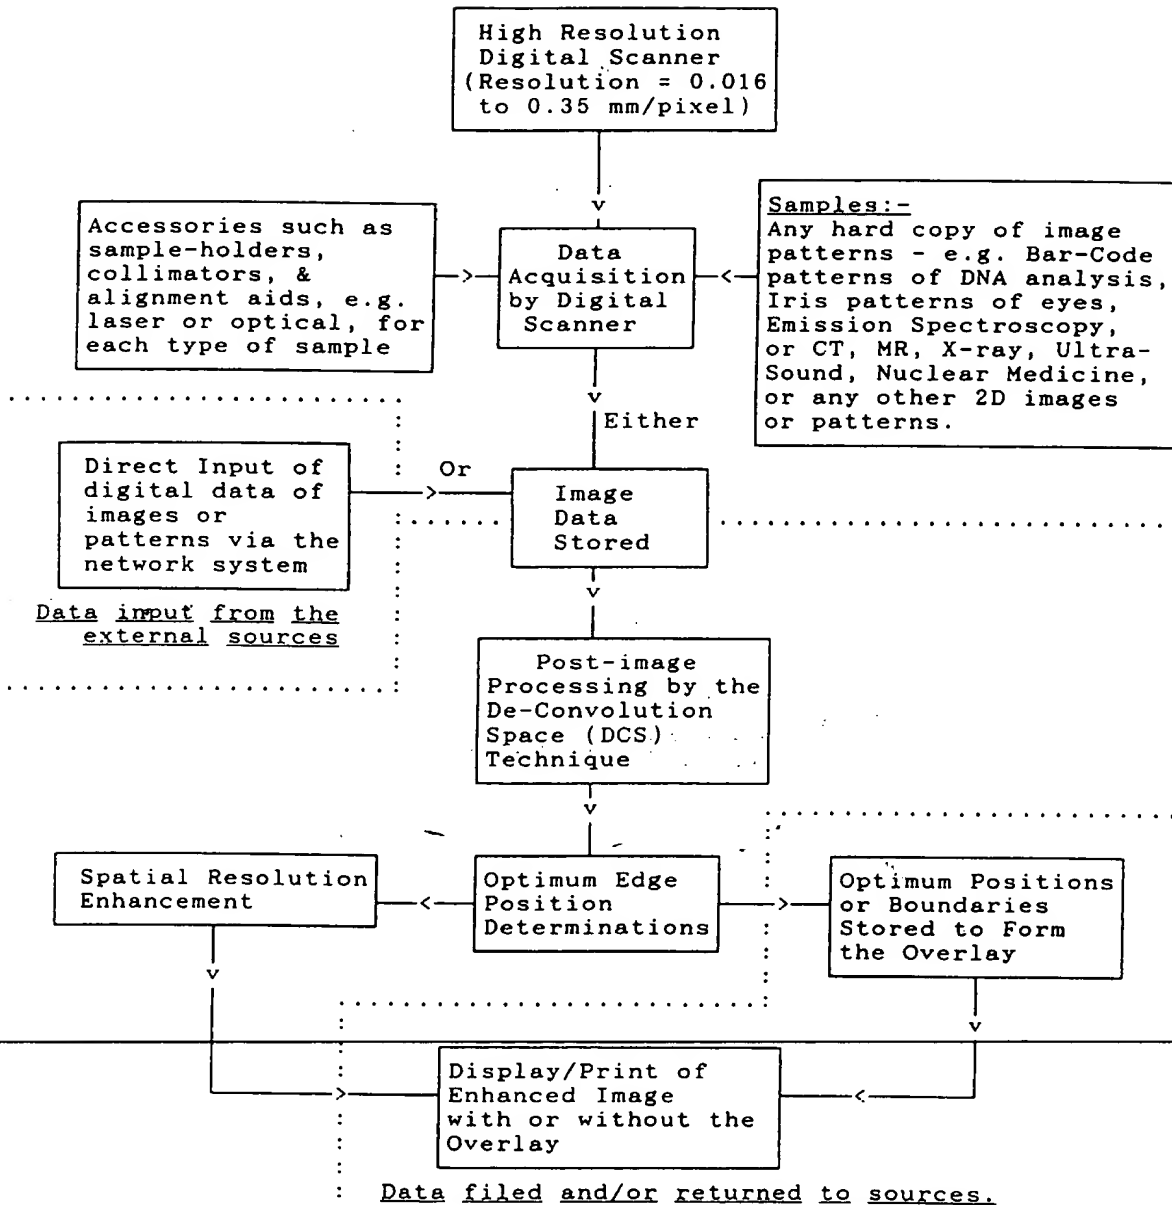 High Resolution
Digital Scanner
(Resolution = 0.016
to 0.35 mm/pixel)
Accessories such as
sample-holders,
collimators, &
alignment aids, e.g.
laser or optical, for
each type of sample
Data
Acquisition
by Digital
Scanner
Samples:-
Any hard copy of image
patterns - e.g. Bar-Code
patterns of DNA analysis,
Iris patterns of eyes,
Emission Spectroscopy,
or CT, MR, X-ray, Ultra-
Sound, Nuclear Medicine,
or any other 2D images
or patterns.
Either
Or
Direct Input of
digital data of
images or
patterns via the
network system
Image
Data
Stored
Data input from the
external sources
Post-image
Processing by the
De-Convolution
Space (DCS)
Technique
Spatial Resolution
Enhancement
Optimum Edge
Position
Determinations
Optimum Positions
or Boundaries
Stored to Form
the Overlay
Display/Print of
Enhanced Image
with or without the
Overlay
Data filed and/or returned to sources.